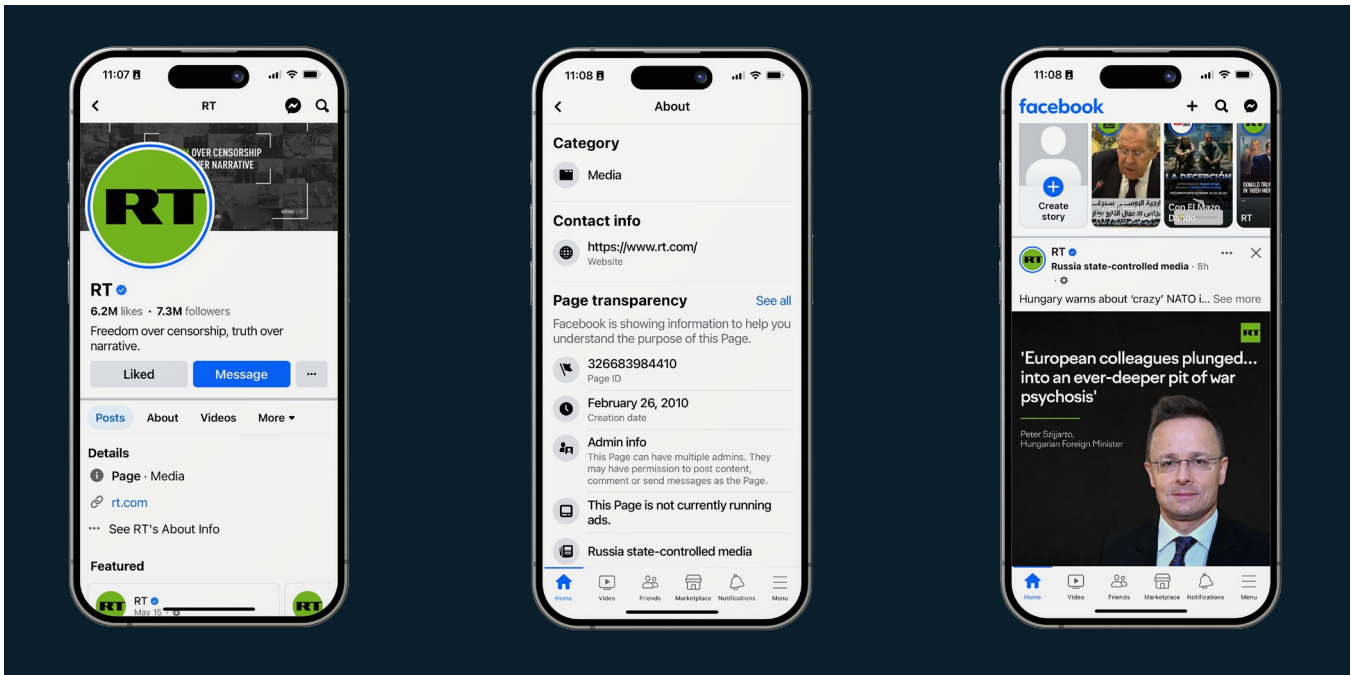 11:07
RT
OVER CENSORSHIP
OVER NARRATIVE
RT
MENU
RT
6.2M likes · 7.3M followers
Freedom over censorship, truth over
narrative.
Liked
Message
Posts
About
Videos
More
Details
Page · Media
rt.com
See RT's About Info
Featured
RT
RT
May 15 ·
RT
11:08
About
Category
Media
Contact info
https://www.rt.com/
Website
Page transparency
See all
Facebook is showing information to help you
understand the purpose of this Page.
326683984410
Page ID
February 26, 2010
Creation date
Admin info
This Page can have multiple admins. They
may have permission to post content,
comment or send messages as the Page.
This Page is not currently running
ads.
Russia state-controlled media
Home
Video
Friends
Marketplace
Notifications
Menu
11:08
facebook
Create
story
LA DECEPCIÓN
Con El Mazo
Dando
DONALD TRU
RT
RT
RT
Russia state-controlled media · 8h
Hungary warns about 'crazy' NATO i... See more
RT
'European colleagues plunged...
into an ever-deeper pit of war
psychosis'
Peter Szijjarto,
Hungarian Foreign Minister
Home
Video
Friends
Marketplace
Notifications
Menu